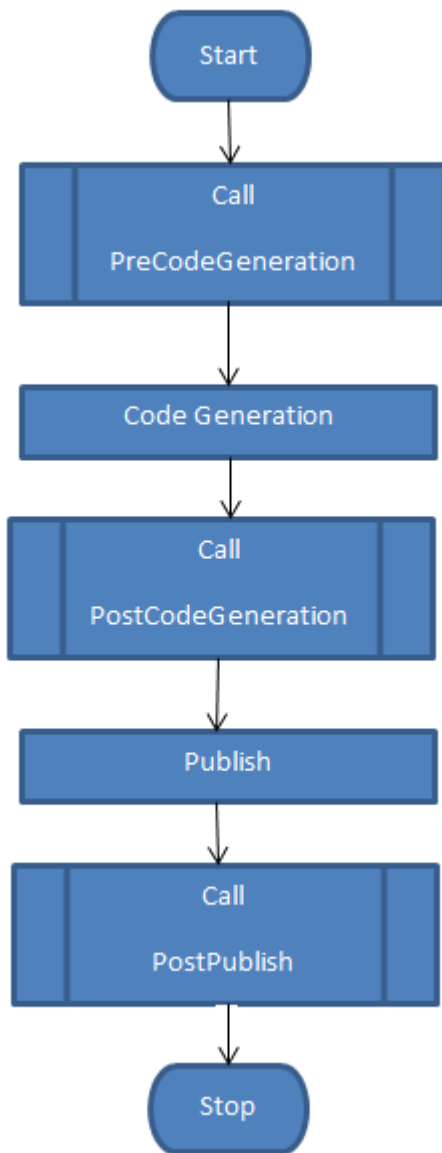 Start
Call
PreCodeGeneration
Code Generation
Call
PostCodeGeneration
Publish
Call
PostPublish
Stop